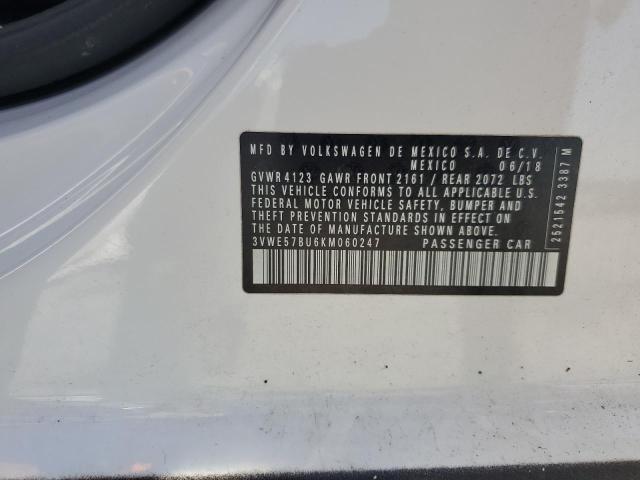 MFD BY VOLKSWAGEN DE MEXICO S.A. DE C.V.
MEXICO 06/18
GVWR 4123 GAWR FRONT 2161 / REAR 2072 LBS
THIS VEHICLE CONFORMS TO ALL APPLICABLE U.S.
FEDERAL MOTOR VEHICLE SAFETY, BUMPER AND
THEFT PREVENTION STANDARDS IN EFFECT ON
THE DATE OF MANUFACTURE SHOWN ABOVE.
3VWE57BU6KM060247 PASSENGER CAR
2521542 3387 M